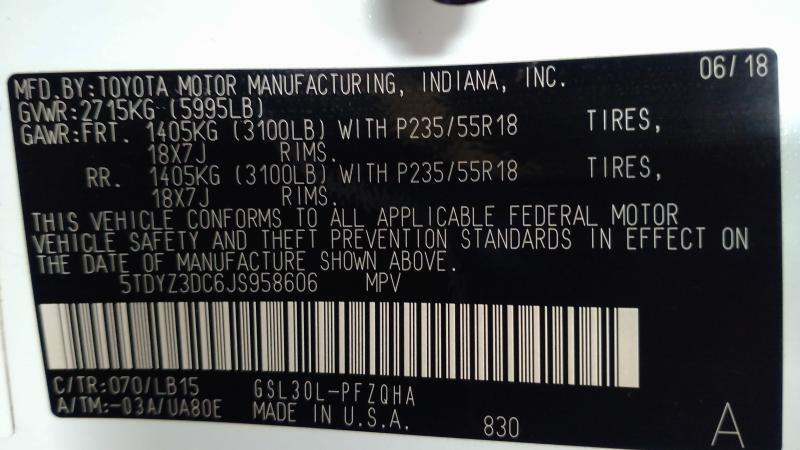 06/18
MFD.BY:TOYOTA MOTOR MANUFACTURING, INDIANA, INC.
GVWR:2715KG (5995LB)
GAWR:FRT. 1405KG (3100LB) WITH P235/55R18 TIRES,
18X7J RIMS.
RR. 1405KG (3100LB) WITH P235/55R18 TIRES,
18X7J RIMS.
THIS VEHICLE CONFORMS TO ALL APPLICABLE FEDERAL MOTOR
VEHICLE SAFETY AND THEFT PREVENTION STANDARDS IN EFFECT ON
THE DATE OF MANUFACTURE SHOWN ABOVE.
5TDYZ3DC6JS958606 MPV
C/TR:070/LB15 GSL30L-PFZQHA
A/TM:-03A/UA80E MADE IN U.S.A. 830 A